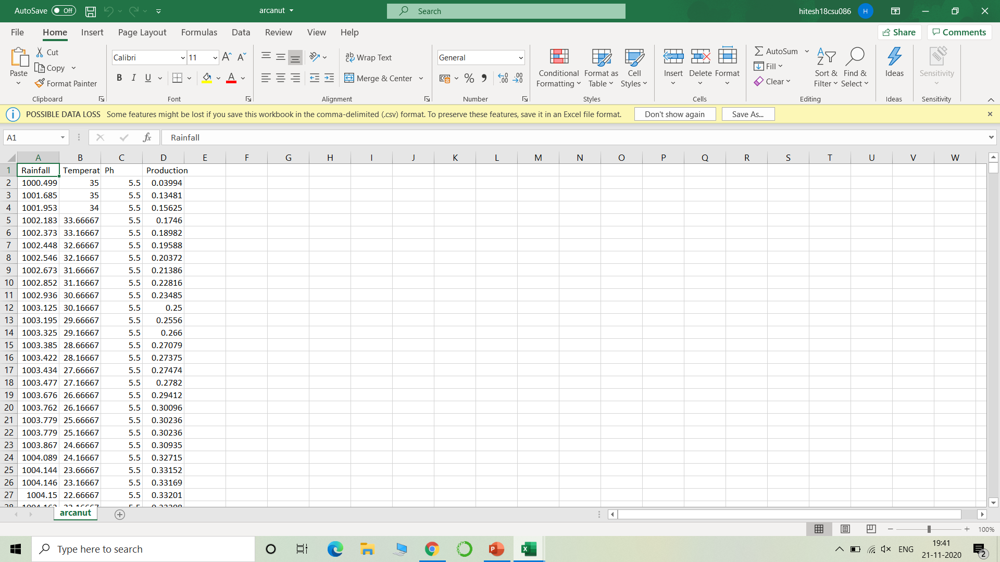 AutoSave Off arcanut Search hitesh18csu086 H
File Home Insert Page Layout Formulas Data Review View Help Share Comments
Paste Cut Copy Format Painter Clipboard
Calibri 11 B I U A Font
Wrap Text Merge & Center Alignment
General % Number
Conditional Formatting Format as Table Cell Styles Styles
Insert Delete Format Cells
AutoSum Fill Clear Sort & Filter Find & Select Editing
Ideas Ideas
Sensitivity Sensitivity
POSSIBLE DATA LOSS Some features might be lost if you save this workbook in the comma-delimited (.csv) format. To preserve these features, save it in an Excel file format. Don't show again Save As...
A1 fx Rainfall
A B C D E F G H I J K L M N O P Q R S T U V W
1 Rainfall Temperat Ph Production
2 1000.499 35 5.5 0.03994
3 1001.685 35 5.5 0.13481
4 1001.953 34 5.5 0.15625
5 1002.183 33.66667 5.5 0.1746
6 1002.373 33.16667 5.5 0.18982
7 1002.448 32.66667 5.5 0.19588
8 1002.546 32.16667 5.5 0.20372
9 1002.673 31.66667 5.5 0.21386
10 1002.852 31.16667 5.5 0.22816
11 1002.936 30.66667 5.5 0.23485
12 1003.125 30.16667 5.5 0.25
13 1003.195 29.66667 5.5 0.2556
14 1003.325 29.16667 5.5 0.266
15 1003.385 28.66667 5.5 0.27079
16 1003.422 28.16667 5.5 0.27375
17 1003.434 27.66667 5.5 0.27474
18 1003.477 27.16667 5.5 0.2782
19 1003.676 26.66667 5.5 0.29412
20 1003.762 26.16667 5.5 0.30096
21 1003.779 25.66667 5.5 0.30236
22 1003.779 25.16667 5.5 0.30236
23 1003.867 24.66667 5.5 0.30935
24 1004.089 24.16667 5.5 0.32715
25 1004.144 23.66667 5.5 0.33152
26 1004.146 23.16667 5.5 0.33169
27 1004.15 22.66667 5.5 0.33201
arcanut
100%
Type here to search ENG 19:41
21-11-2020 2